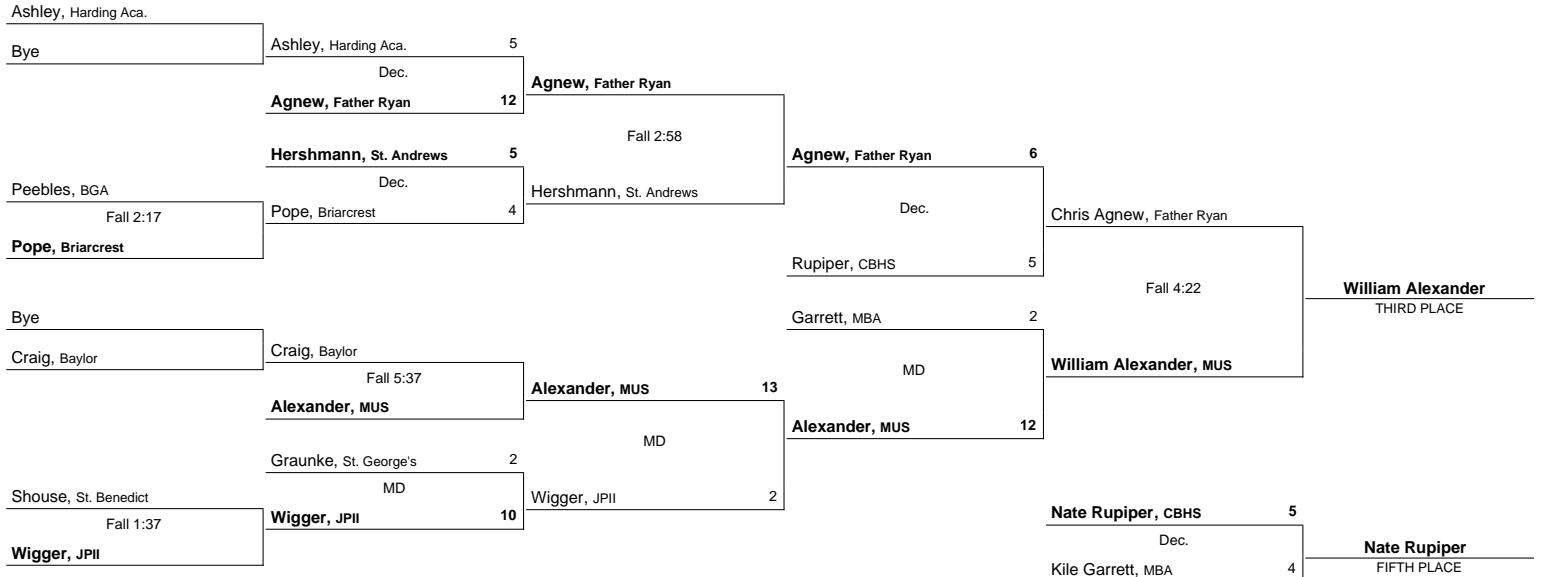 Ashley, Harding Aca.
Bye
Peebles, BGA
Fall 2:17
Pope, Briarcrest
Bye
Craig, Baylor
Shouse, St. Benedict
Fall 1:37
Wigger, JPII
Ashley, Harding Aca. 5
Dec.
Agnew, Father Ryan 12
Hershmann, St. Andrews 5
Dec.
Pope, Briarcrest 4
Craig, Baylor
Fall 5:37
Alexander, MUS
Graunke, St. George's 2
MD
Wigger, JPII 10
Agnew, Father Ryan
Fall 2:58
Hershmann, St. Andrews
Alexander, MUS 13
MD
Wigger, JPII 2
Agnew, Father Ryan 6
Dec.
Rupiper, CBHS 5
Garrett, MBA 2
MD
Alexander, MUS 12
Chris Agnew, Father Ryan
Fall 4:22
William Alexander, MUS
William Alexander
THIRD PLACE
Nate Rupiper, CBHS 5
Dec.
Kile Garrett, MBA 4
Nate Rupiper
FIFTH PLACE